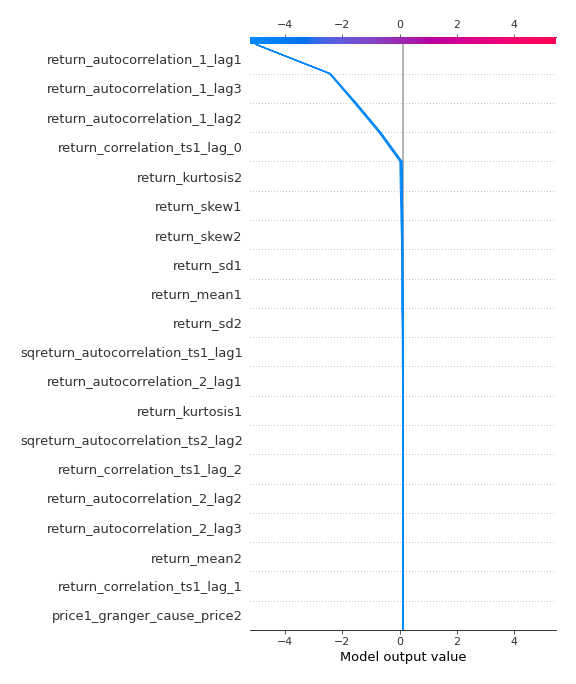 −4 −2 0 2 4
return_autocorrelation_1_lag1
return_autocorrelation_1_lag3
return_autocorrelation_1_lag2
return_correlation_ts1_lag_0
return_kurtosis2
return_skew1
return_skew2
return_sd1
return_mean1
return_sd2
sqreturn_autocorrelation_ts1_lag1
return_autocorrelation_2_lag1
return_kurtosis1
sqreturn_autocorrelation_ts2_lag2
return_correlation_ts1_lag_2
return_autocorrelation_2_lag2
return_autocorrelation_2_lag3
return_mean2
return_correlation_ts1_lag_1
price1_granger_cause_price2
−4 −2 0 2 4
Model output value